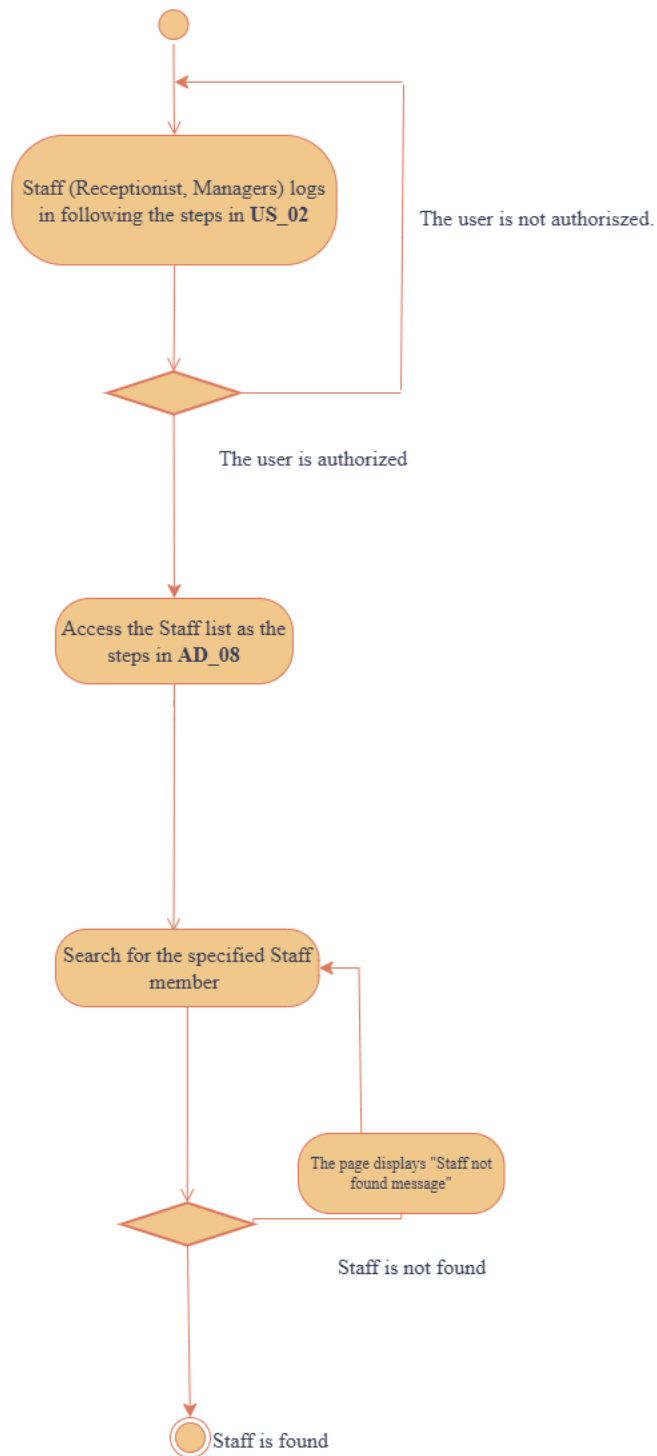 Staff (Receptionist, Managers) logs
in following the steps in US_02
The user is not authoriszed.
The user is authorized
Access the Staff list as the
steps in AD_08
Search for the specified Staff
member
The page displays "Staff not
found message"
Staff is not found
Staff is found